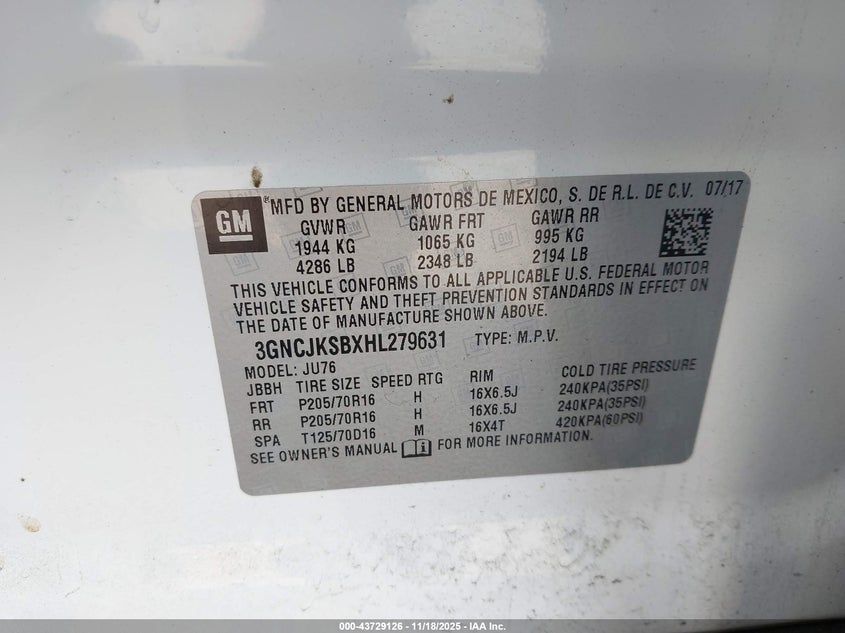 GM
®MFD BY GENERAL MOTORS DE MEXICO, S. DE R.L. DE C.V. 07/17
GVWR GAWR FRT GAWR RR
1944 KG 1065 KG 995 KG
4286 LB 2348 LB 2194 LB
THIS VEHICLE CONFORMS TO ALL APPLICABLE U.S. FEDERAL MOTOR
VEHICLE SAFETY AND THEFT PREVENTION STANDARDS IN EFFECT ON
THE DATE OF MANUFACTURE SHOWN ABOVE.
3GNCJKSBXHL279631 TYPE: M.P.V.
MODEL: JU76
JBBH TIRE SIZE SPEED RTG RIM COLD TIRE PRESSURE
FRT P205/70R16 H 16X6.5J 240KPA(35PSI)
RR P205/70R16 H 16X6.5J 240KPA(35PSI)
SPA T125/70D16 M 16X4T 420KPA(60PSI)
SEE OWNER'S MANUAL i FOR MORE INFORMATION.
000-43729126 - 11/18/2025 - IAA Inc.